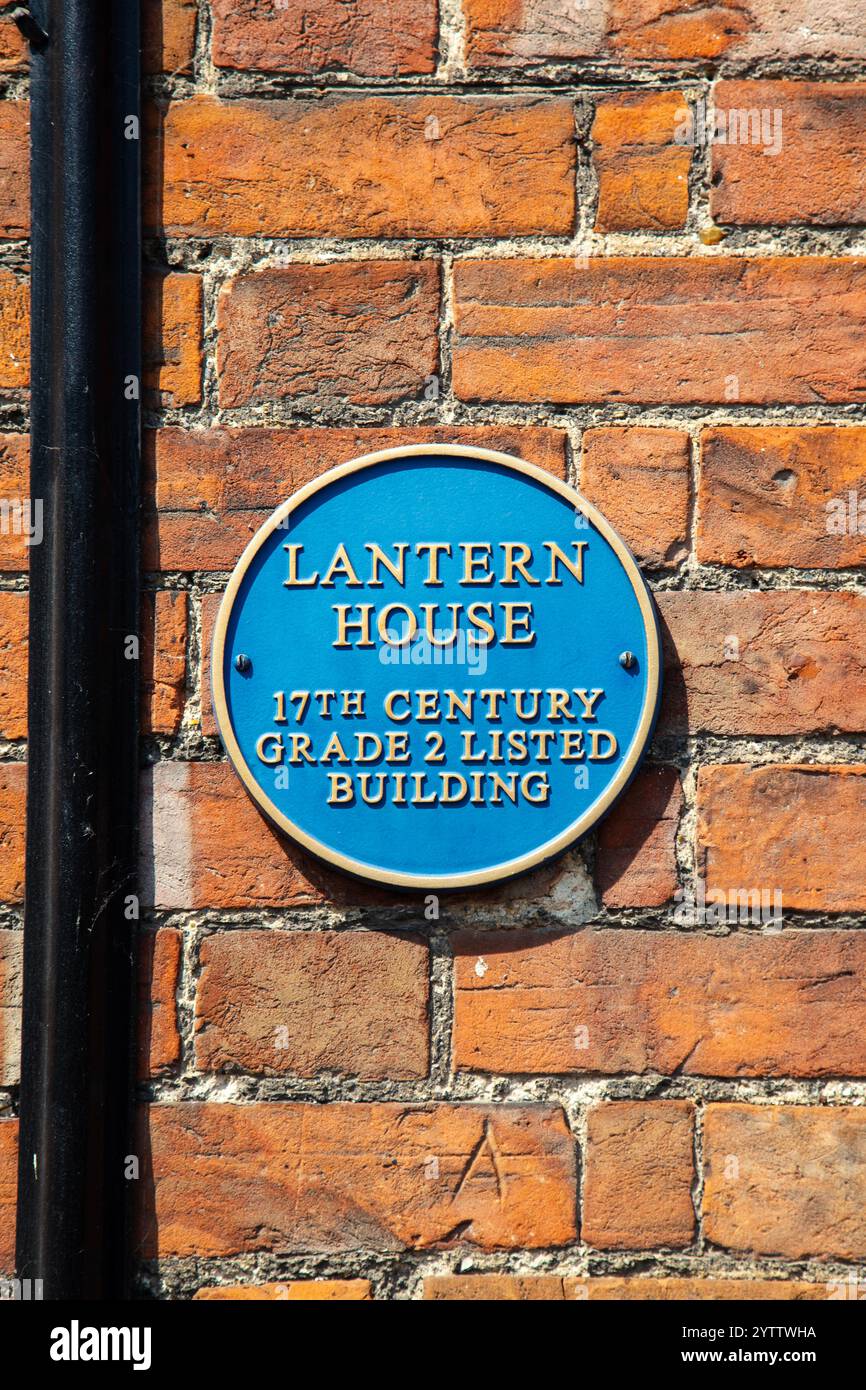 LANTERN
HOUSE
17TH CENTURY
GRADE 2 LISTED
BUILDING
A
alamy
Image ID: 2YTTWHA
www.alamy.com